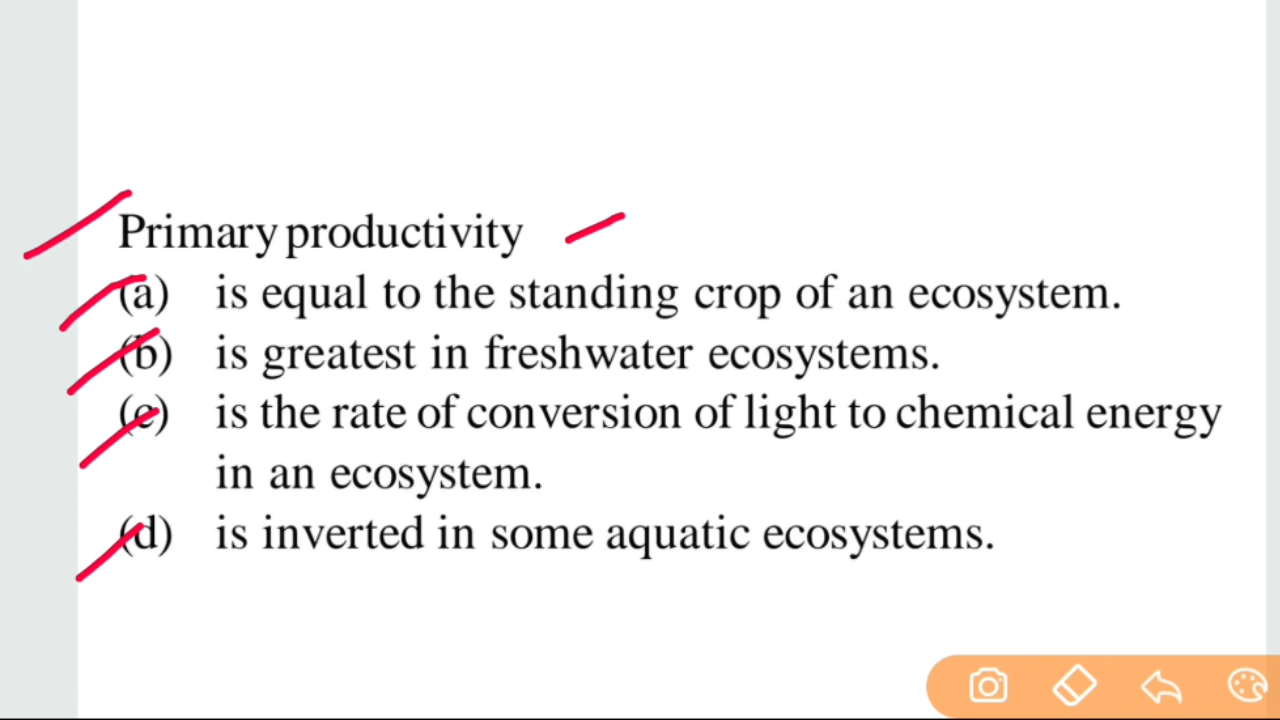 Primary productivity
(a) is equal to the standing crop of an ecosystem.
(b) is greatest in freshwater ecosystems.
(c) is the rate of conversion of light to chemical energy
in an ecosystem.
(d) is inverted in some aquatic ecosystems.